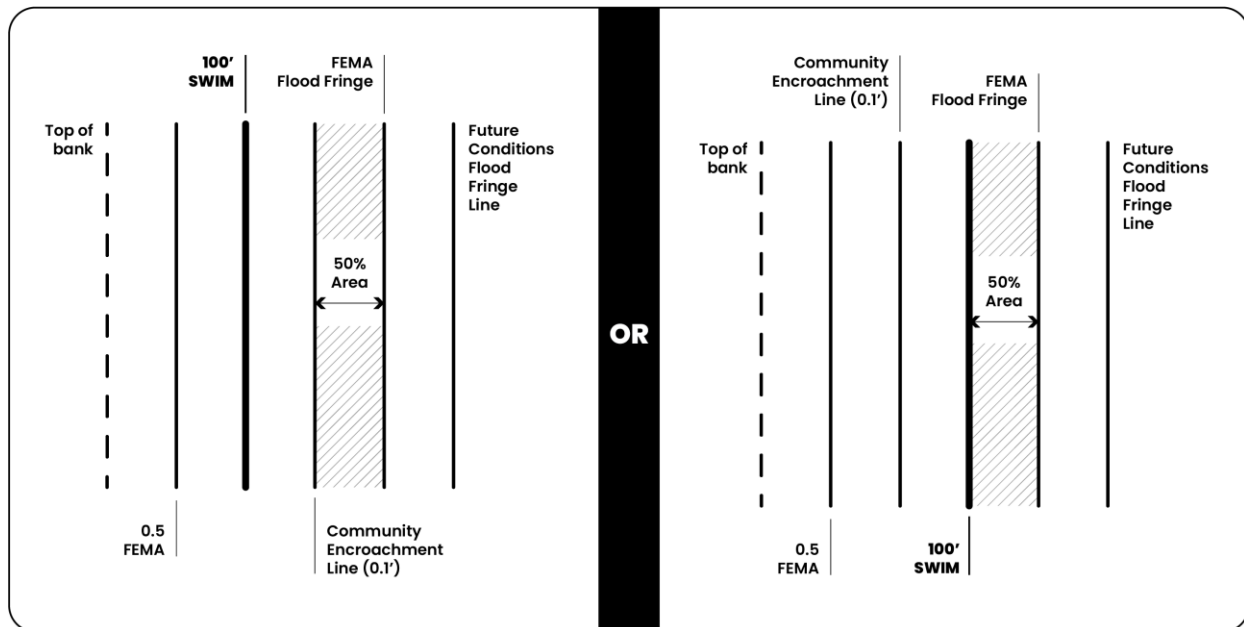 100’
SWIM
FEMA
Flood Fringe
Top of
bank
Future
Conditions
Flood
Fringe
Line
50%
Area
0.5
FEMA
Community
Encroachment
Line (0.1’)
OR
Community
Encroachment
Line (0.1’)
FEMA
Flood Fringe
Top of
bank
Future
Conditions
Flood
Fringe
Line
50%
Area
0.5
FEMA
100’
SWIM